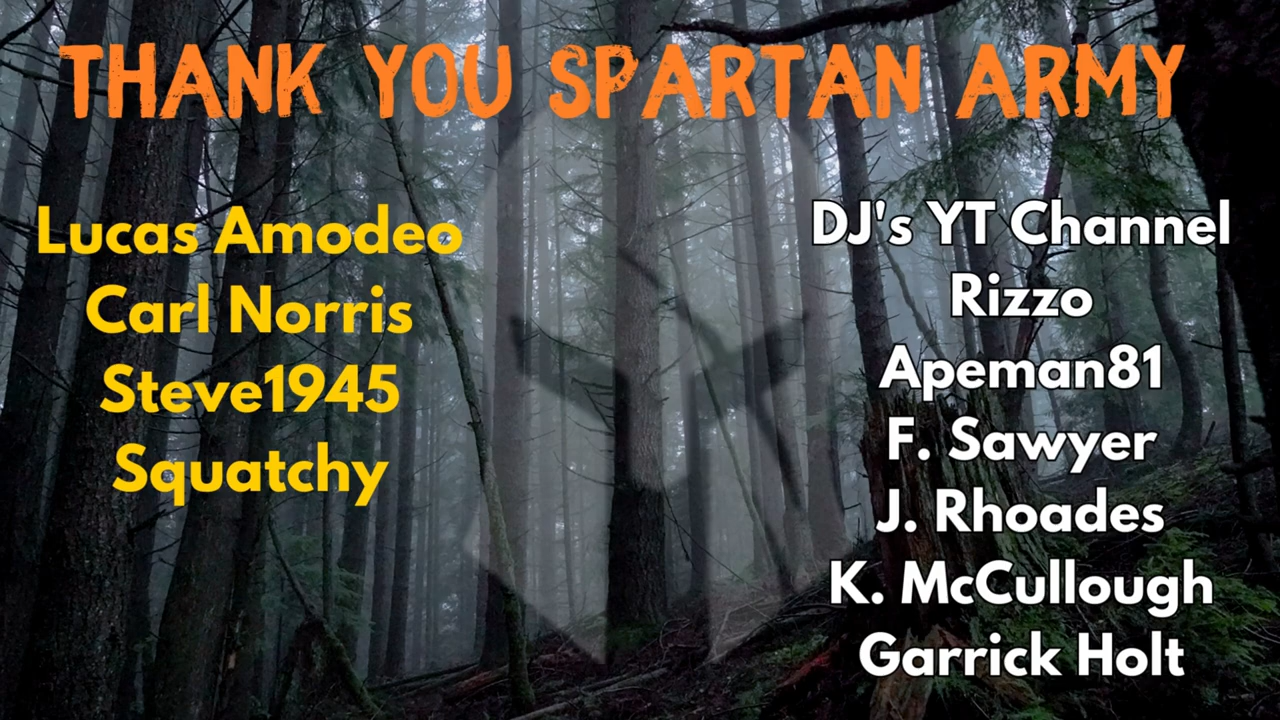 THANK YOU SPARTAN ARMY
Lucas Amodeo
Carl Norris
Steve1945
Squatchy
DJ's YT Channel
Rizzo
Apeman81
F. Sawyer
J. Rhoades
K. McCullough
Garrick Holt